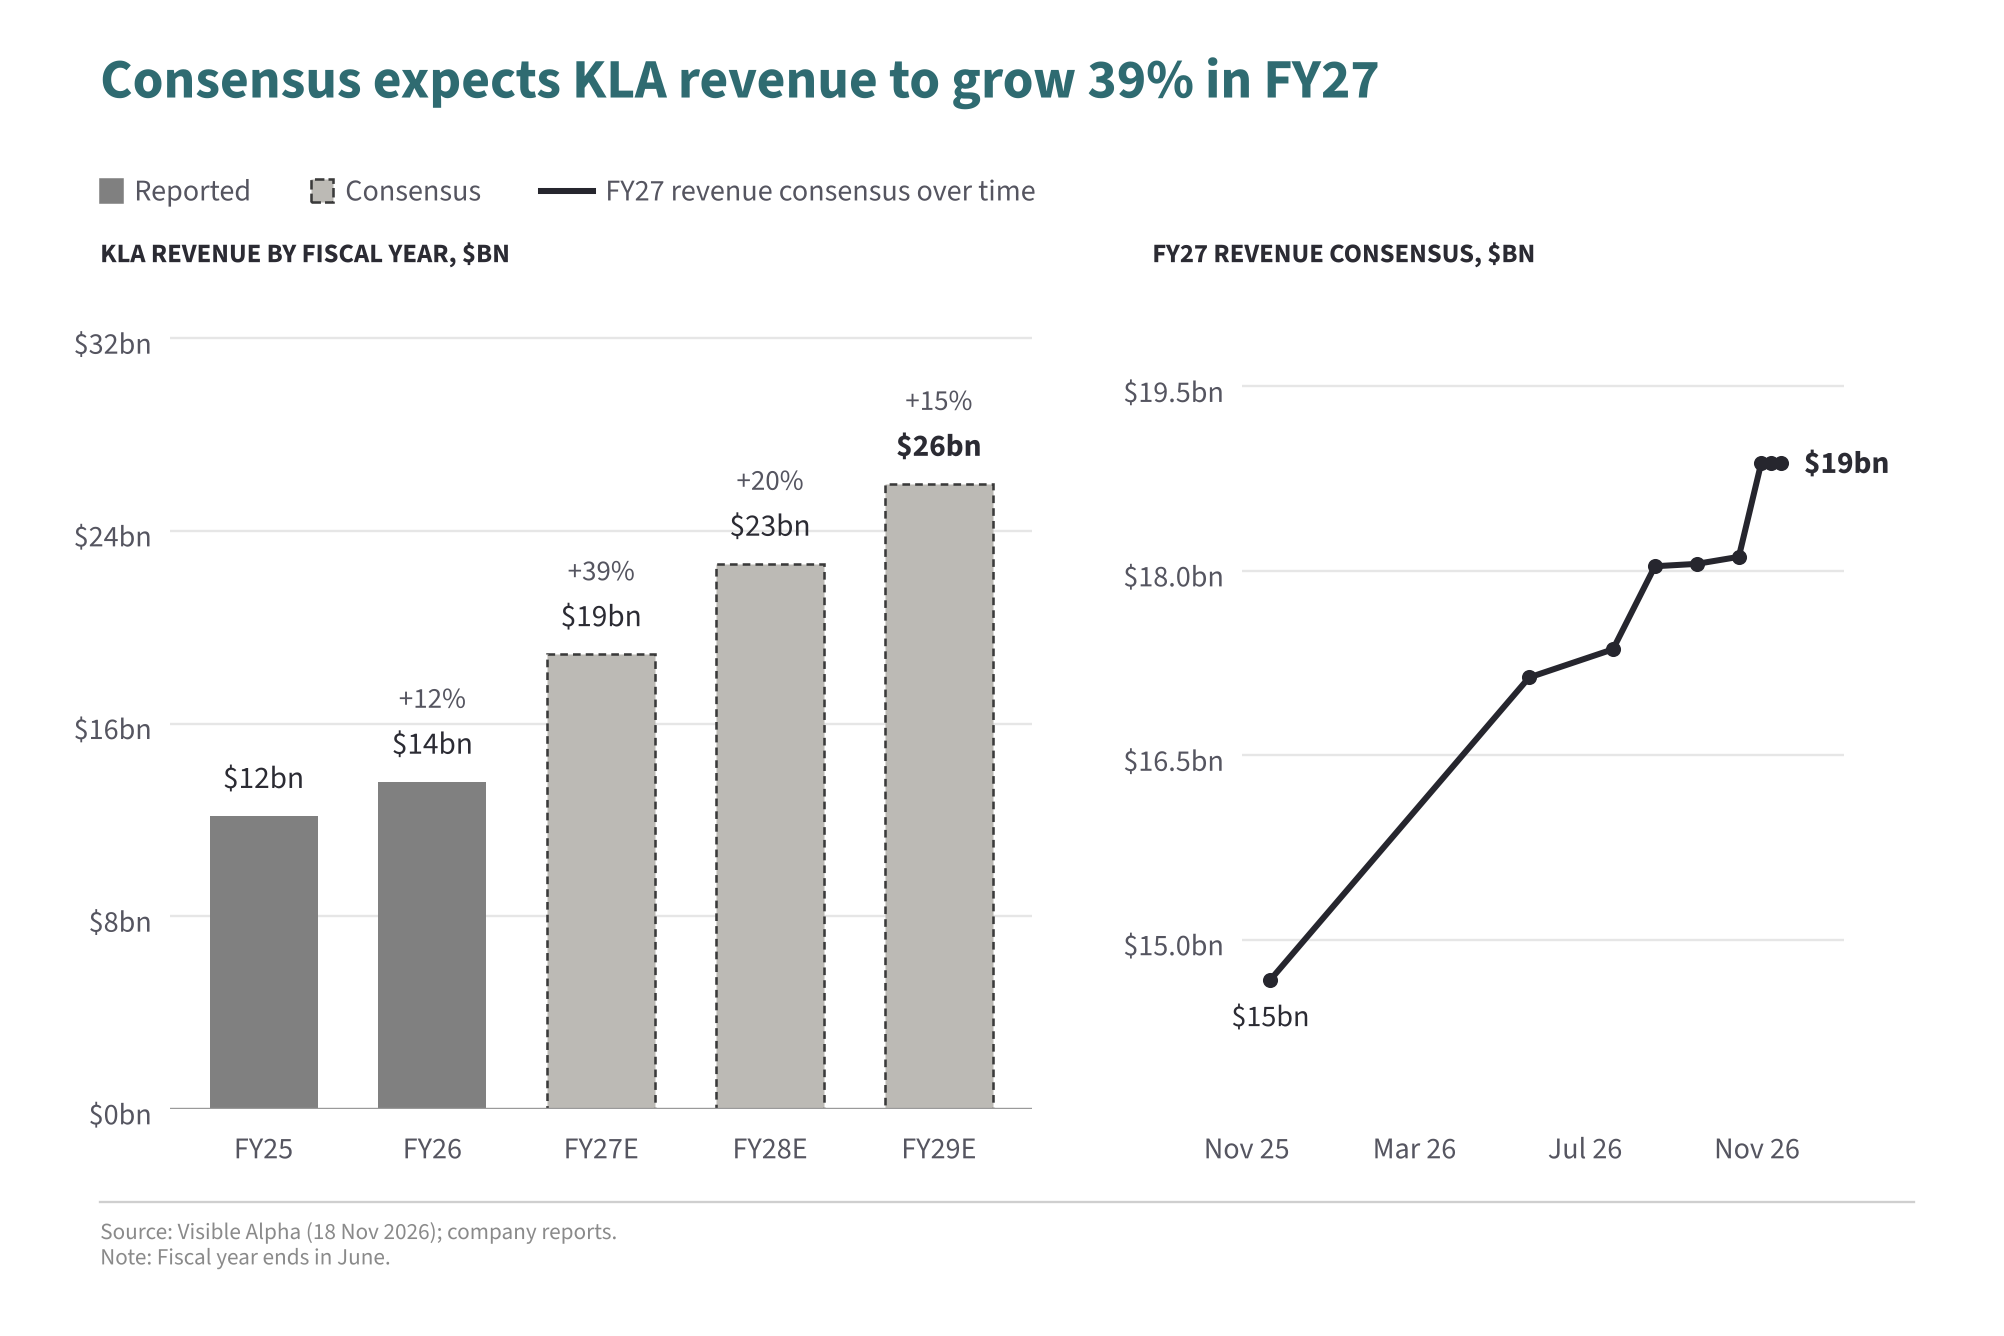 Consensus expects KLA revenue to grow 39% in FY27
Reported
Consensus
FY27 revenue consensus over time
KLA REVENUE BY FISCAL YEAR, $BN
$32bn
$24bn
$16bn
$8bn
$0bn
$12bn
+12%
$14bn
+39%
$19bn
+20%
$23bn
+15%
$26bn
FY25
FY26
FY27E
FY28E
FY29E
FY27 REVENUE CONSENSUS, $BN
$19.5bn
$18.0bn
$16.5bn
$15.0bn
$19bn
$15bn
Nov 25
Mar 26
Jul 26
Nov 26
Source: Visible Alpha (18 Nov 2026); company reports.
Note: Fiscal year ends in June.